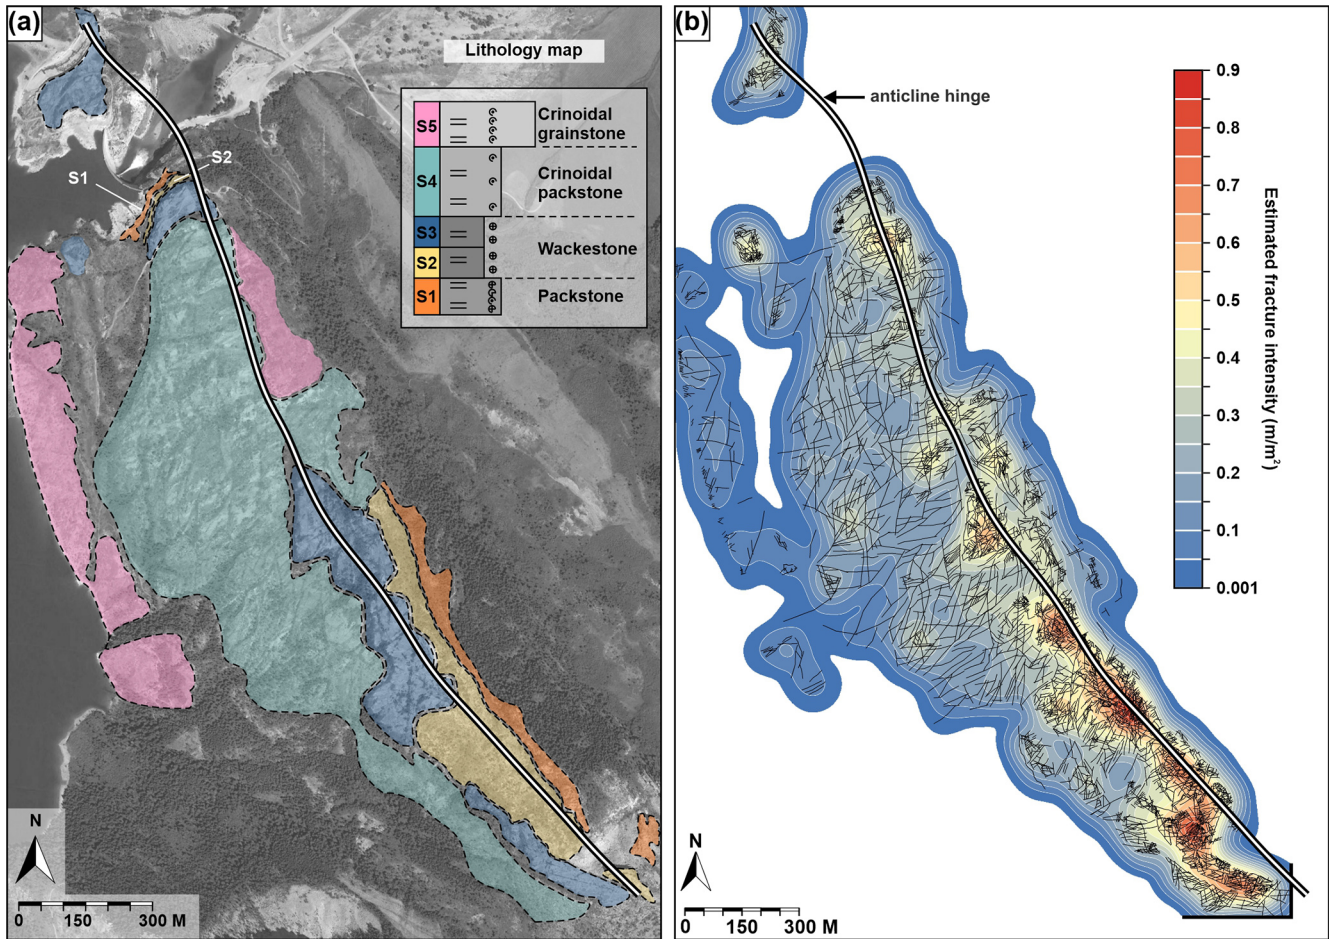 (a)
Lithology map
S5
Crinoidal
grainstone
S4
Crinoidal
packstone
S3
Wackestone
S2
S1
Packstone
S2
S1
N
0 150 300 M
(b)
anticline hinge
0.9
0.8
0.7
0.6
0.5
0.4
0.3
0.2
0.1
0.001
Estimated fracture intensity (m/m²)
N
0 150 300 M